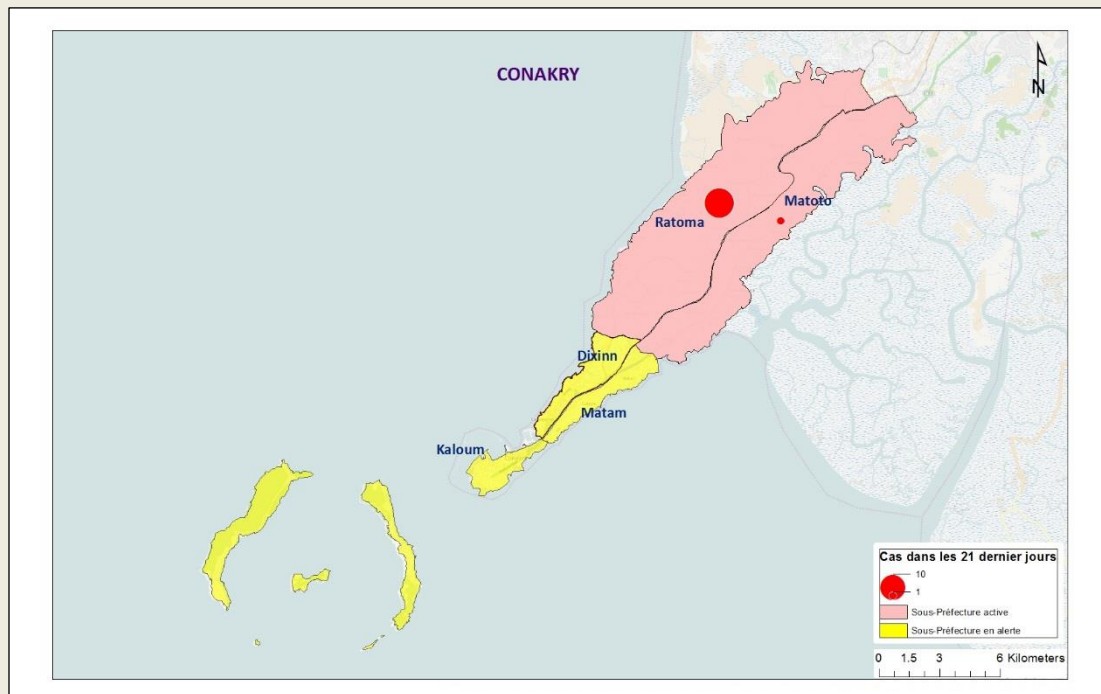 CONAKRY
N
Ratoma
Matoto
Dixinn
Matam
Kaloum
Cas dans les 21 dernier jours
10
1
Sous-Préfecture active
Sous-Préfecture en alerte
0 1.5 3 6 Kilometers